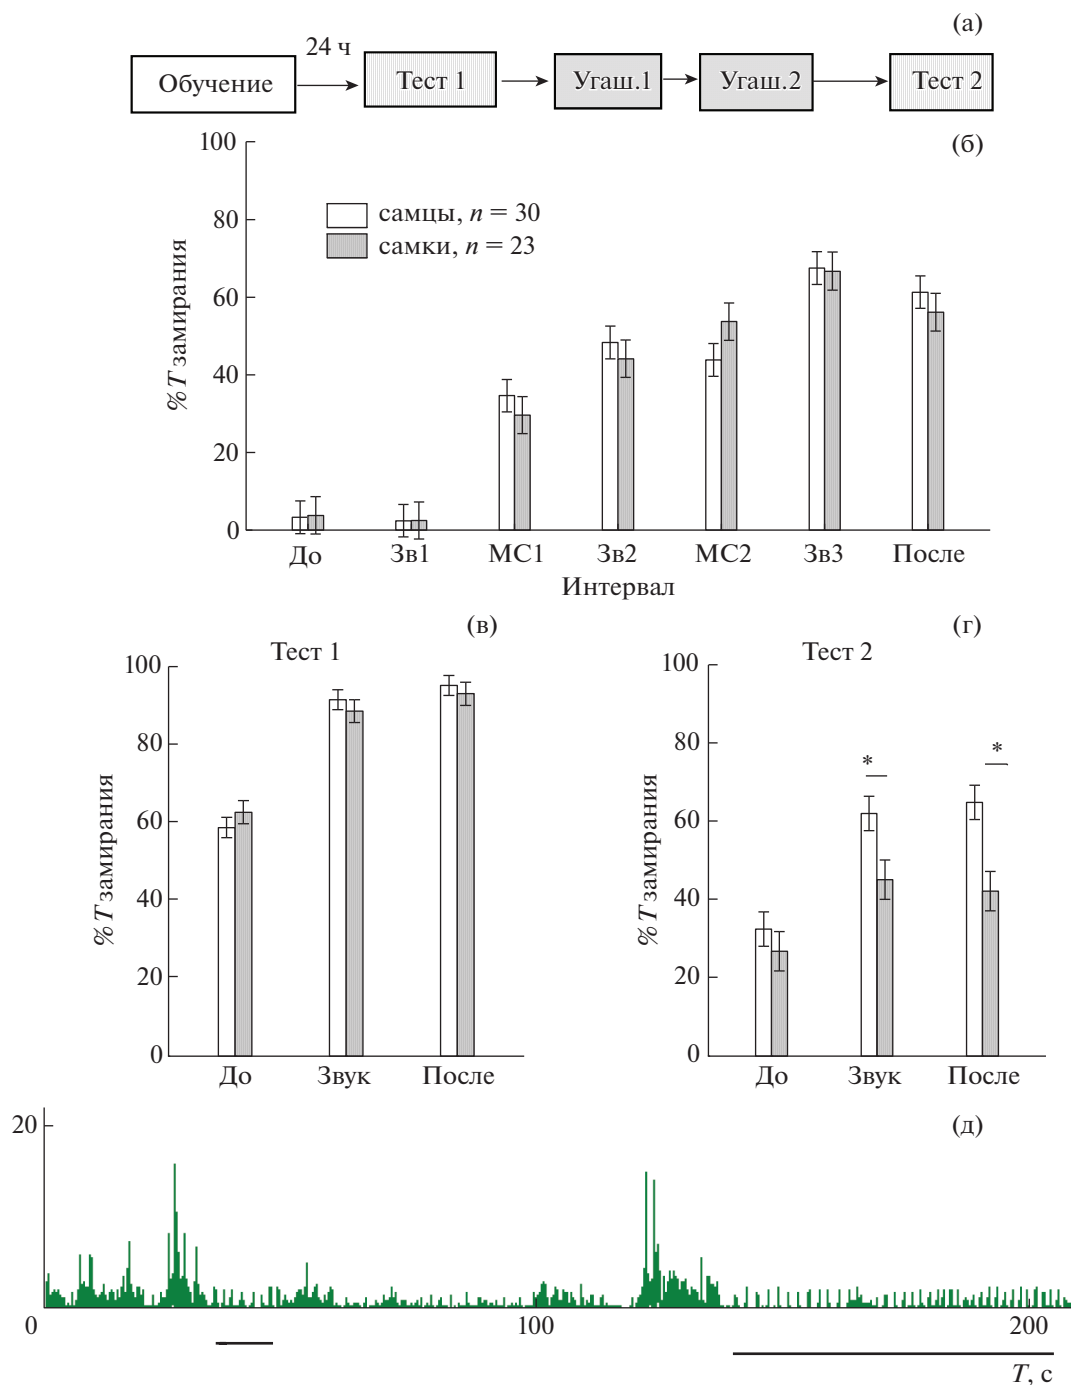 (а)
24 ч
Обучение
Тест 1
Угаш.1
Угаш.2
Тест 2
(б)
100
80
60
40
20
0
%T замирания
самцы, n = 30
самки, n = 23
До
Зв1
МС1
Зв2
МС2
Зв3
После
Интервал
(в)
Тест 1
100
80
60
40
20
0
%T замирания
До
Звук
После
(г)
Тест 2
100
80
60
40
20
0
%T замирания
*
*
До
Звук
После
(д)
20
0
100
200
T, с